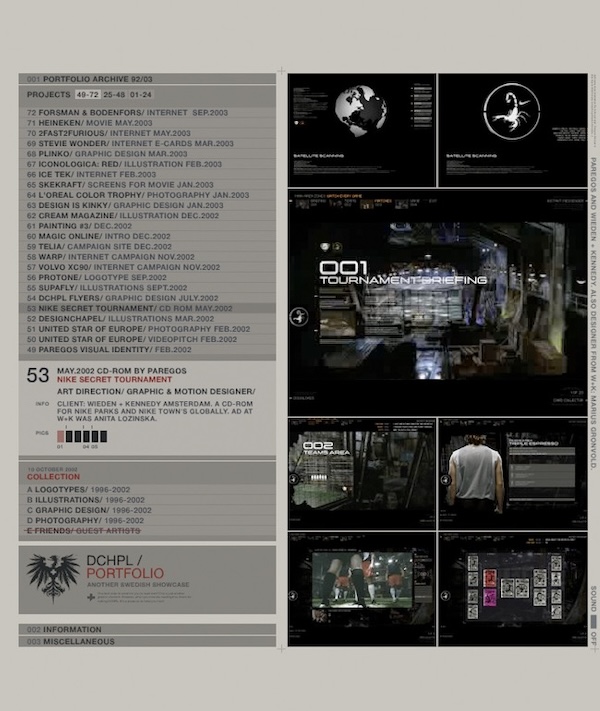 001 PORTFOLIO ARCHIVE 92/03
PROJECTS 49-72 25-48 01-24
72 FORSMAN & BODENFORS/ INTERNET SEP.2003
71 HEINEKEN/ MOVIE MAY.2003
70 2FAST2FURIOUS/ INTERNET MAY.2003
69 STEVIE WONDER/ INTERNET E-CARDS MAR.2003
68 PLINKO/ GRAPHIC DESIGN MAR.2003
67 ICONOLOGICA: RED/ ILLUSTRATION FEB.2003
66 ICE TEK/ INTERNET FEB.2003
65 SKEKRAFT/ SCREENS FOR MOVIE JAN.2003
64 L'OREAL COLOR TROPHY/ PHOTOGRAPHY JAN.2003
63 DESIGN IS KINKY/ GRAPHIC DESIGN JAN.2003
62 CREAM MAGAZINE/ ILLUSTRATION DEC.2002
61 PAINTING #3/ DEC.2002
60 MAGIC ONLINE/ INTRO DEC.2002
59 TELIA/ CAMPAIGN SITE DEC.2002
58 WARP/ INTERNET CAMPAIGN NOV.2002
57 VOLVO XC90/ INTERNET CAMPAIGN NOV.2002
56 PROTONE/ LOGOTYPE SEP.2002
55 SUPAFLY/ ILLUSTRATIONS SEPT.2002
54 DCHPL FLYERS/ GRAPHIC DESIGN JULY.2002
53 NIKE SECRET TOURNAMENT/ CD ROM MAY.2002
52 DESIGNCHAPEL/ ILLUSTRATIONS MAR.2002
51 UNITED STAR OF EUROPE/ PHOTOGRAPHY FEB.2002
50 UNITED STAR OF EUROPE/ VIDEOPITCH FEB.2002
49 PAREGOS VISUAL IDENTITY/ FEB.2002
53 MAY.2002 CD-ROM BY PAREGOS
NIKE SECRET TOURNAMENT
ART DIRECTION/ GRAPHIC & MOTION DESIGNER/
INFO CLIENT: WIEDEN + KENNEDY AMSTERDAM. A CD-ROM
FOR NIKE PARKS AND NIKE TOWN'S GLOBALLY. AD AT
W+K WAS ANITA LOZINSKA.
PICS
01 04 05
OCTOBER 2002
COLLECTION
A LOGOTYPES/ 1996-2002
B ILLUSTRATIONS/ 1996-2002
C GRAPHIC DESIGN/ 1996-2002
D PHOTOGRAPHY/ 1996-2002
E FRIENDS/ GUEST ARTISTS
DCHPL /
PORTFOLIO
ANOTHER SWEDISH SHOWCASE
002 INFORMATION
003 MISCELLANEOUS
SATELLITE SCANNING
SATELLITE SCANNING
001
TOURNAMENT BRIEFING
002
TEAMS AREA
TRIPLE ESPRESSO
PAREGOS AND WIEDEN + KENNEDY. ALSO DESIGNER FROM W+K: MARIUS GRONVOLD.
SOUND OFF